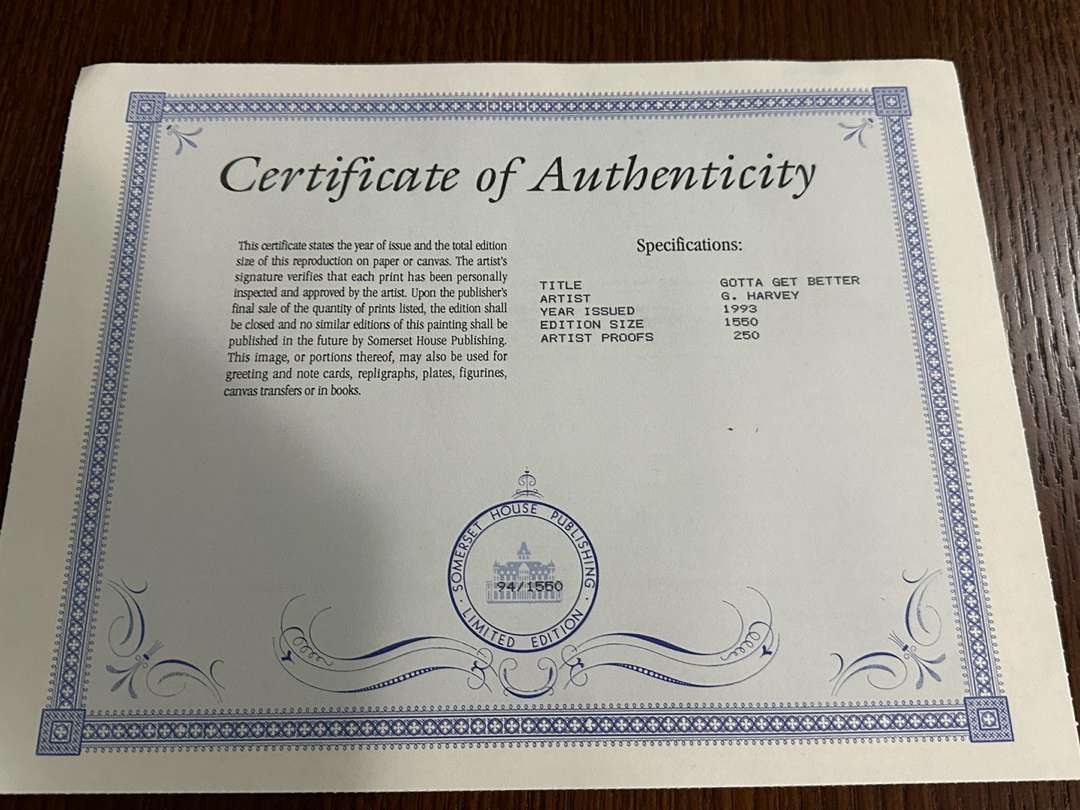 Certificate of Authenticity
This certificate states the year of issue and the total edition
size of this reproduction on paper or canvas. The artist's
signature verifies that each print has been personally
inspected and approved by the artist. Upon the publisher's
final sale of the quantity of prints listed, the edition shall
be closed and no similar editions of this painting shall be
published in the future by Somerset House Publishing.
This image, or portions thereof, may also be used for
greeting and note cards, repligraphs, plates, figurines,
canvas transfers or in books.
Specifications:
TITLE GOTTA GET BETTER
ARTIST G. HARVEY
YEAR ISSUED 1993
EDITION SIZE 1550
ARTIST PROOFS 250
· SOMERSET HOUSE PUBLISHING ·
94/1550
LIMITED EDITION